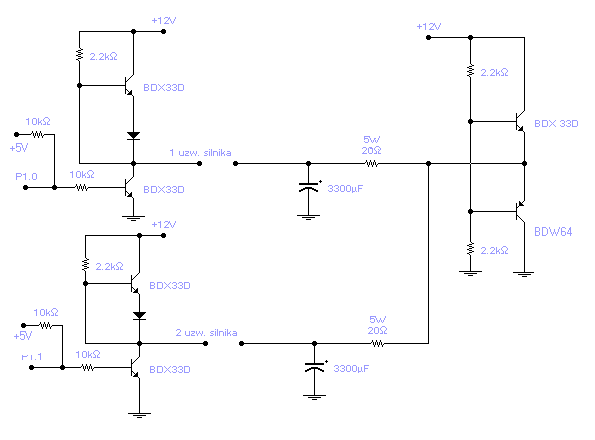 +12V
2.2kΩ
BDX33D
10kΩ
+5V
1 uzw. silnika
P1.0
10kΩ
BDX33D
+12V
2.2kΩ
BDX33D
10kΩ
+5V
2 uzw. silnika
P1.1
10kΩ
BDX33D
5W
20Ω
3300µF
5W
20Ω
3300µF
+12V
2.2kΩ
BDX 33D
BDW64
2.2kΩ